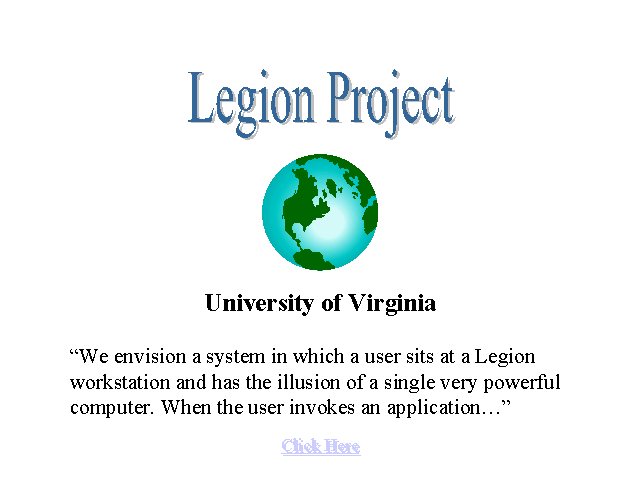 Legion Project
University of Virginia
“We envision a system in which a user sits at a Legion
workstation and has the illusion of a single very powerful
computer. When the user invokes an application…”
Click Here